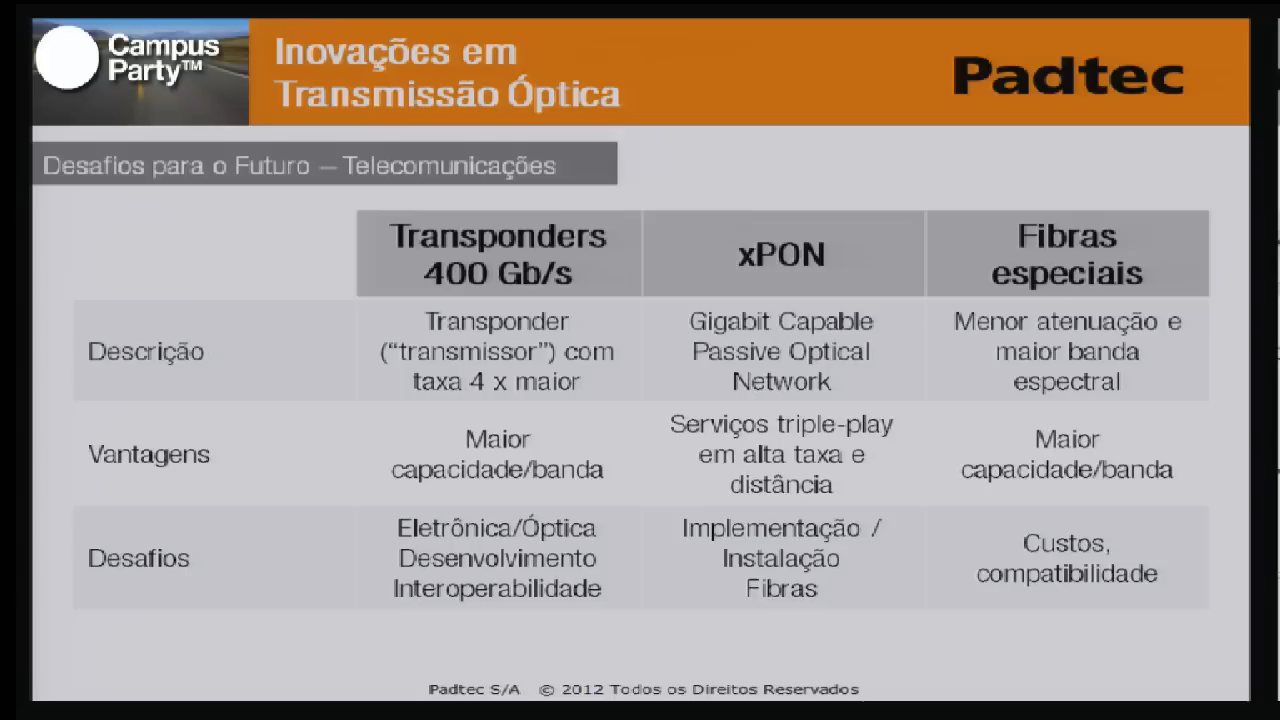 Campus
Party™
Inovações em
Transmissão Óptica
Padtec
Desafios para o Futuro – Telecomunicações
Transponders
400 Gb/s
xPON
Fibras
especiais
Descrição
Transponder
(“transmissor”) com
taxa 4 x maior
Gigabit Capable
Passive Optical
Network
Menor atenuação e
maior banda
espectral
Vantagens
Maior
capacidade/banda
Serviços triple-play
em alta taxa e
distância
Maior
capacidade/banda
Desafios
Eletrônica/Óptica
Desenvolvimento
Interoperabilidade
Implementação /
Instalação
Fibras
Custos,
compatibilidade
Padtec S/A © 2012 Todos os Direitos Reservados